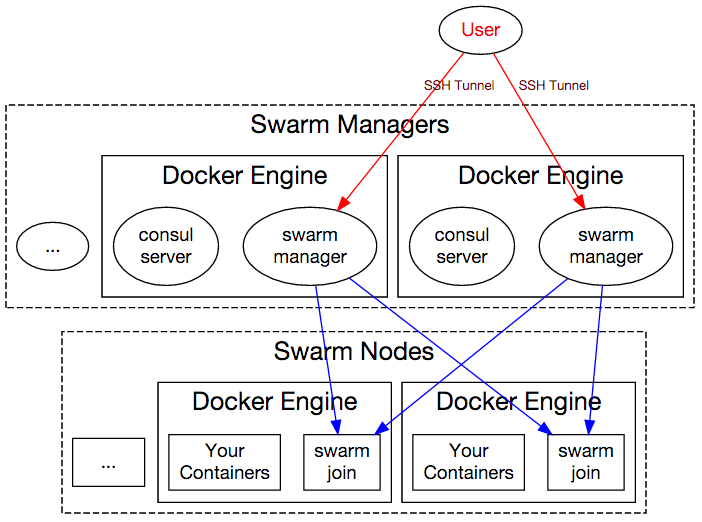 User
SSH Tunnel SSH Tunnel
Swarm Managers
Docker Engine Docker Engine
... consul server swarm manager consul server swarm manager
Swarm Nodes
Docker Engine Docker Engine
... Your Containers swarm join Your Containers swarm join